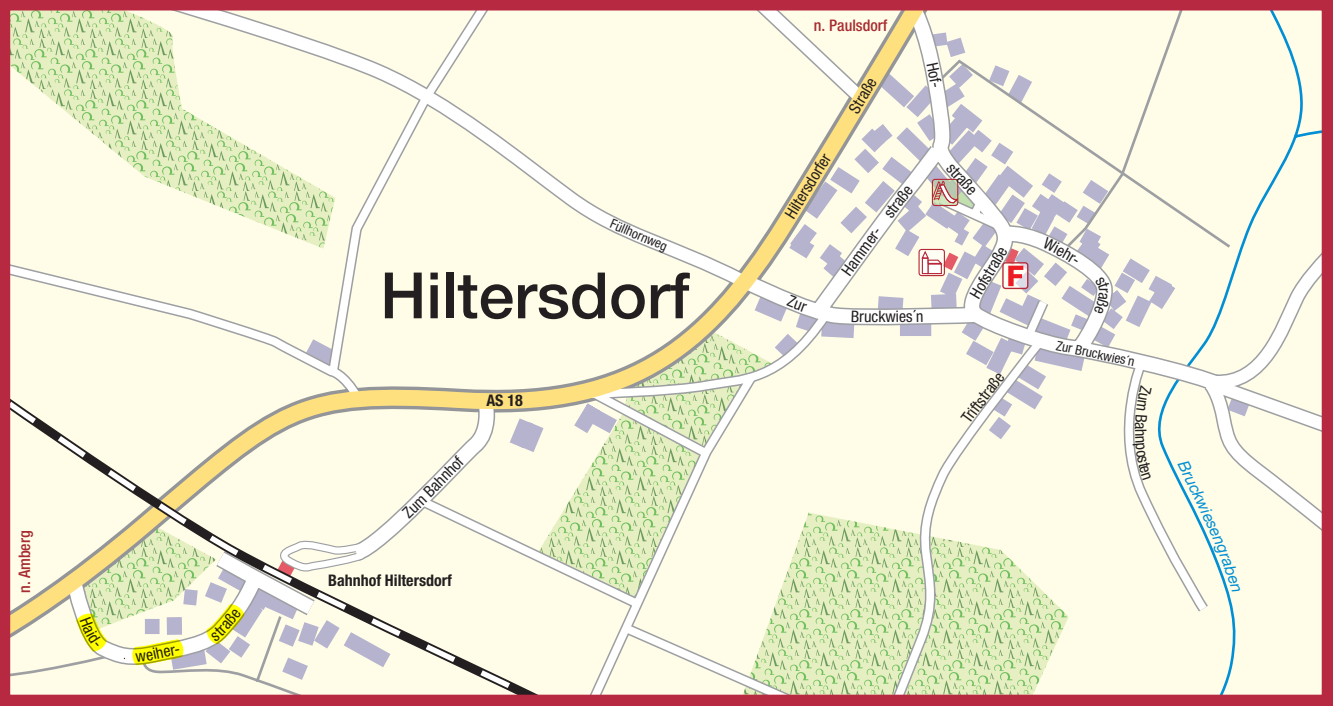 n. Paulsdorf
Hof-
straße
Hiltersdorfer
Straße
Füllhornweg
Hammer-
straße
Hofstraße
F
Wiehr-
straße
Hiltersdorf
Zur
Bruckwies´n
Zur Bruckwies´n
Triftstraße
Zum Bahnposten
AS 18
Zum Bahnhof
Bruckwiesengraben
n. Amberg
Bahnhof Hiltersdorf
Haid-
weiher-
straße